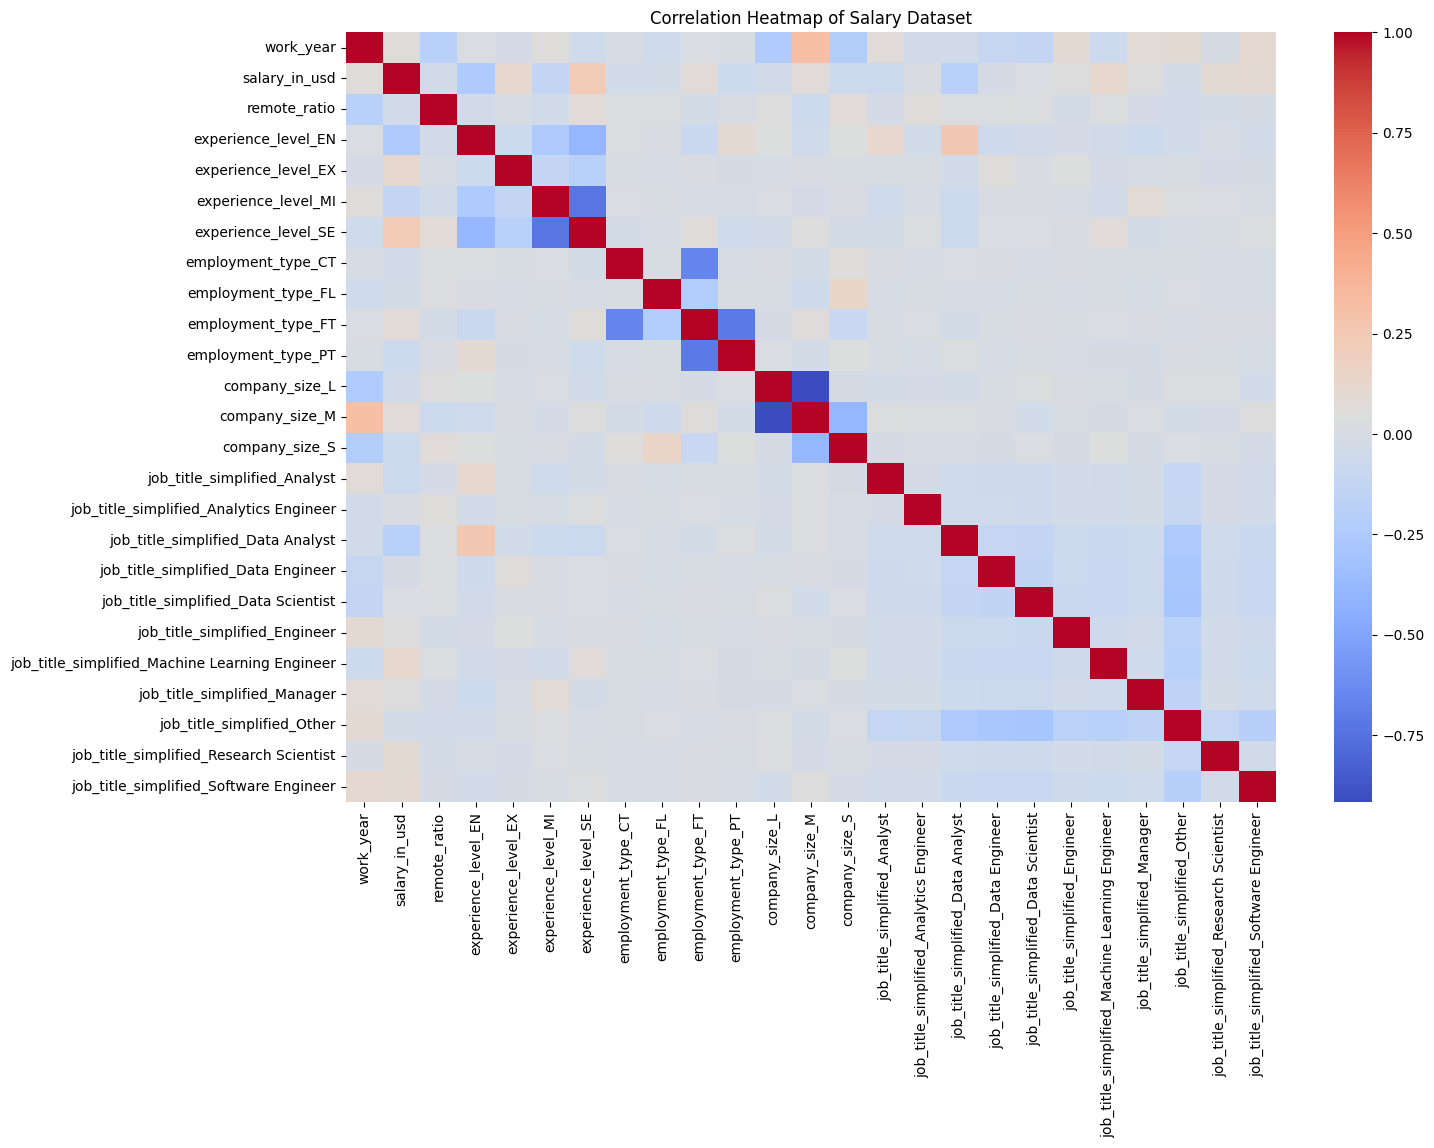 Correlation Heatmap of Salary Dataset
work_year
salary_in_usd
remote_ratio
experience_level_EN
experience_level_EX
experience_level_MI
experience_level_SE
employment_type_CT
employment_type_FL
employment_type_FT
employment_type_PT
company_size_L
company_size_M
company_size_S
job_title_simplified_Analyst
job_title_simplified_Analytics Engineer
job_title_simplified_Data Analyst
job_title_simplified_Data Engineer
job_title_simplified_Data Scientist
job_title_simplified_Engineer
job_title_simplified_Machine Learning Engineer
job_title_simplified_Manager
job_title_simplified_Other
job_title_simplified_Research Scientist
job_title_simplified_Software Engineer
work_year
salary_in_usd
remote_ratio
experience_level_EN
experience_level_EX
experience_level_MI
experience_level_SE
employment_type_CT
employment_type_FL
employment_type_FT
employment_type_PT
company_size_L
company_size_M
company_size_S
job_title_simplified_Analyst
job_title_simplified_Analytics Engineer
job_title_simplified_Data Analyst
job_title_simplified_Data Engineer
job_title_simplified_Data Scientist
job_title_simplified_Engineer
job_title_simplified_Machine Learning Engineer
job_title_simplified_Manager
job_title_simplified_Other
job_title_simplified_Research Scientist
job_title_simplified_Software Engineer
1.00
0.75
0.50
0.25
0.00
−0.25
−0.50
−0.75